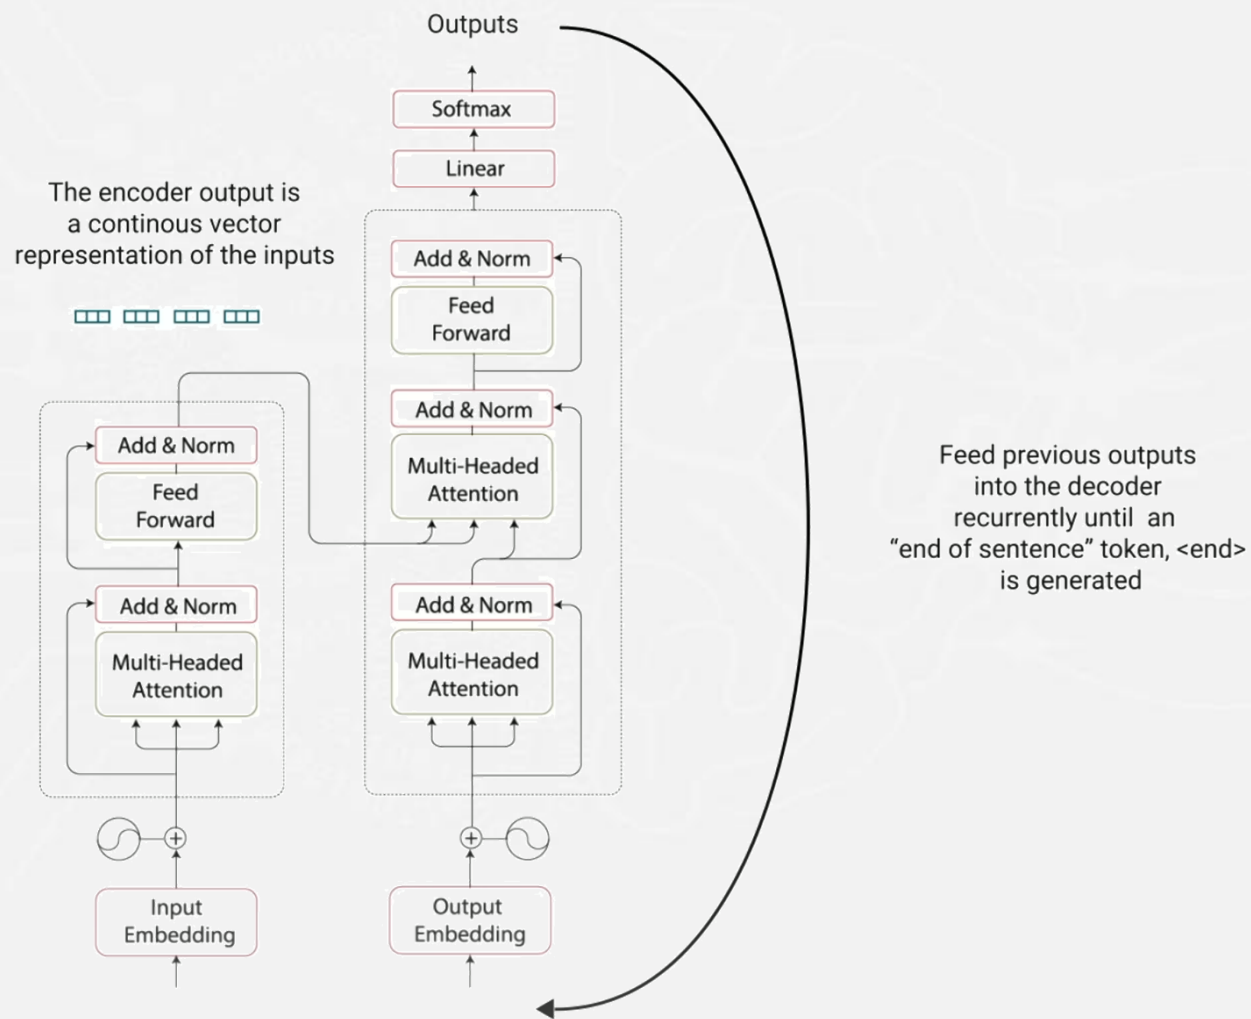 Outputs
Softmax
Linear
The encoder output is
a continous vector
representation of the inputs
Add & Norm
Feed
Forward
Add & Norm
Multi-Headed
Attention
Add & Norm
Multi-Headed
Attention
Add & Norm
Feed
Forward
Add & Norm
Multi-Headed
Attention
Input
Embedding
Output
Embedding
Feed previous outputs
into the decoder
recurrently until an
“end of sentence” token, <end>
is generated